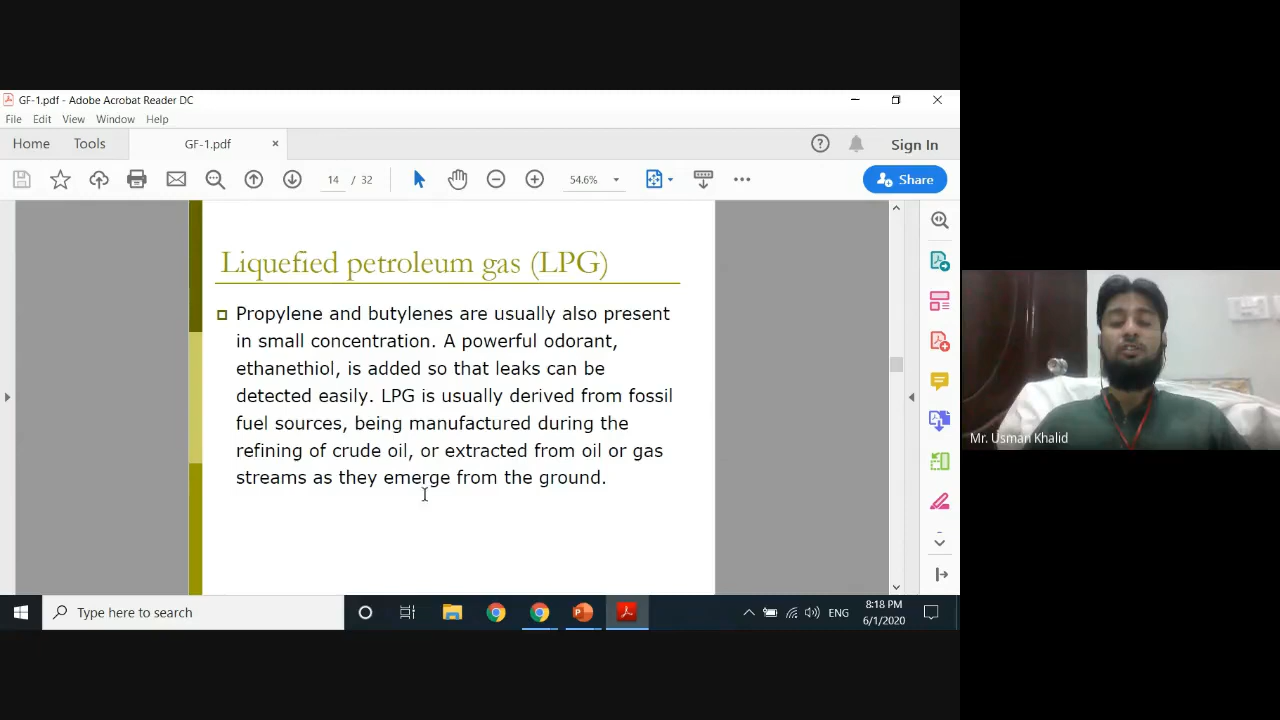 GF-1.pdf - Adobe Acrobat Reader DC
File Edit View Window Help
Home Tools GF-1.pdf × Sign In
14 / 32 54.6% Share
Liquefied petroleum gas (LPG)
Propylene and butylenes are usually also present
in small concentration. A powerful odorant,
ethanethiol, is added so that leaks can be
detected easily. LPG is usually derived from fossil
fuel sources, being manufactured during the
refining of crude oil, or extracted from oil or gas
streams as they emerge from the ground.
Mr. Usman Khalid
Type here to search
ENG
8:18 PM
6/1/2020